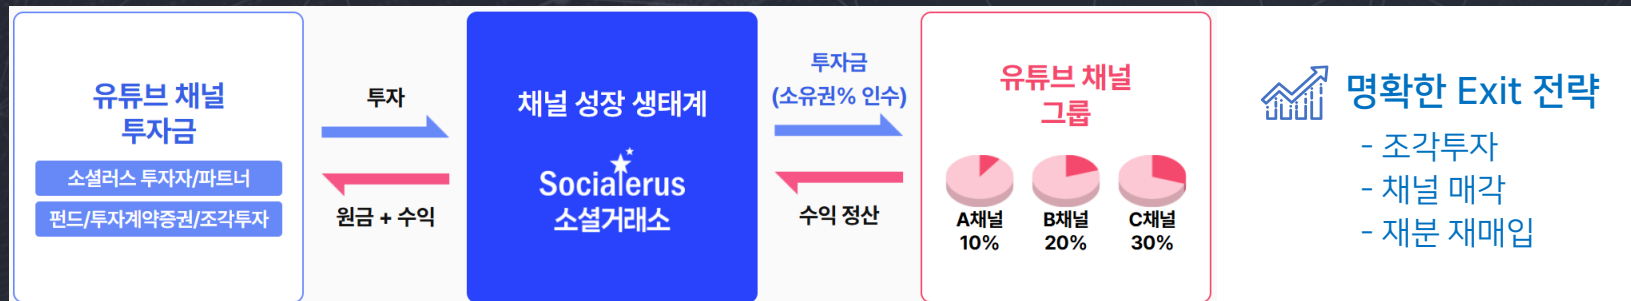 유튜브 채널
투자금
소셜러스 투자자/파트너
펀드/투자계약증권/조각투자
투자
원금 + 수익
채널 성장 생태계
Socialerus
소셜거래소
투자금
(소유권% 인수)
수익 정산
유튜브 채널
그룹
A채널
10%
B채널
20%
C채널
30%
명확한 Exit 전략
- 조각투자
- 채널 매각
- 재분 재매입